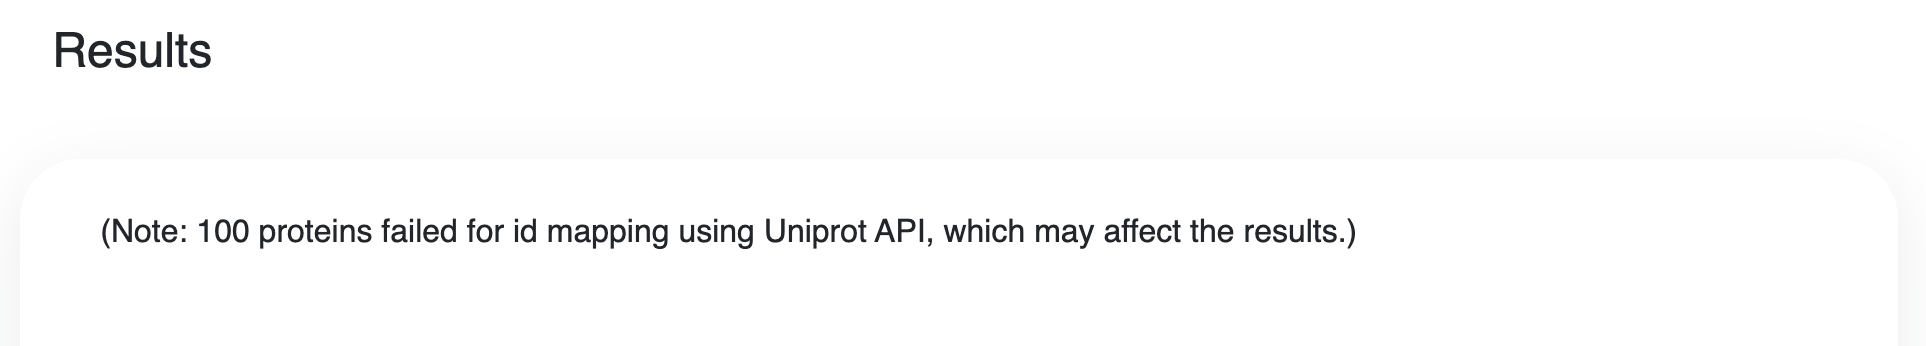 Results
(Note: 100 proteins failed for id mapping using Uniprot API, which may affect the results.)